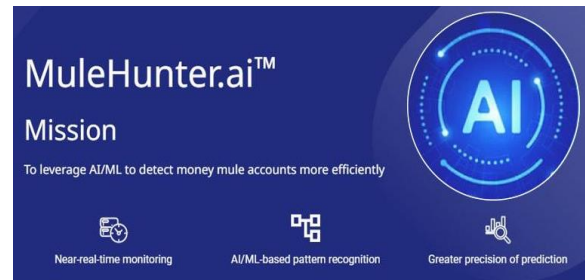 MuleHunter.ai™
Mission
To leverage AI/ML to detect money mule accounts more efficiently
AI
Near-real-time monitoring
AI/ML-based pattern recognition
Greater precision of prediction